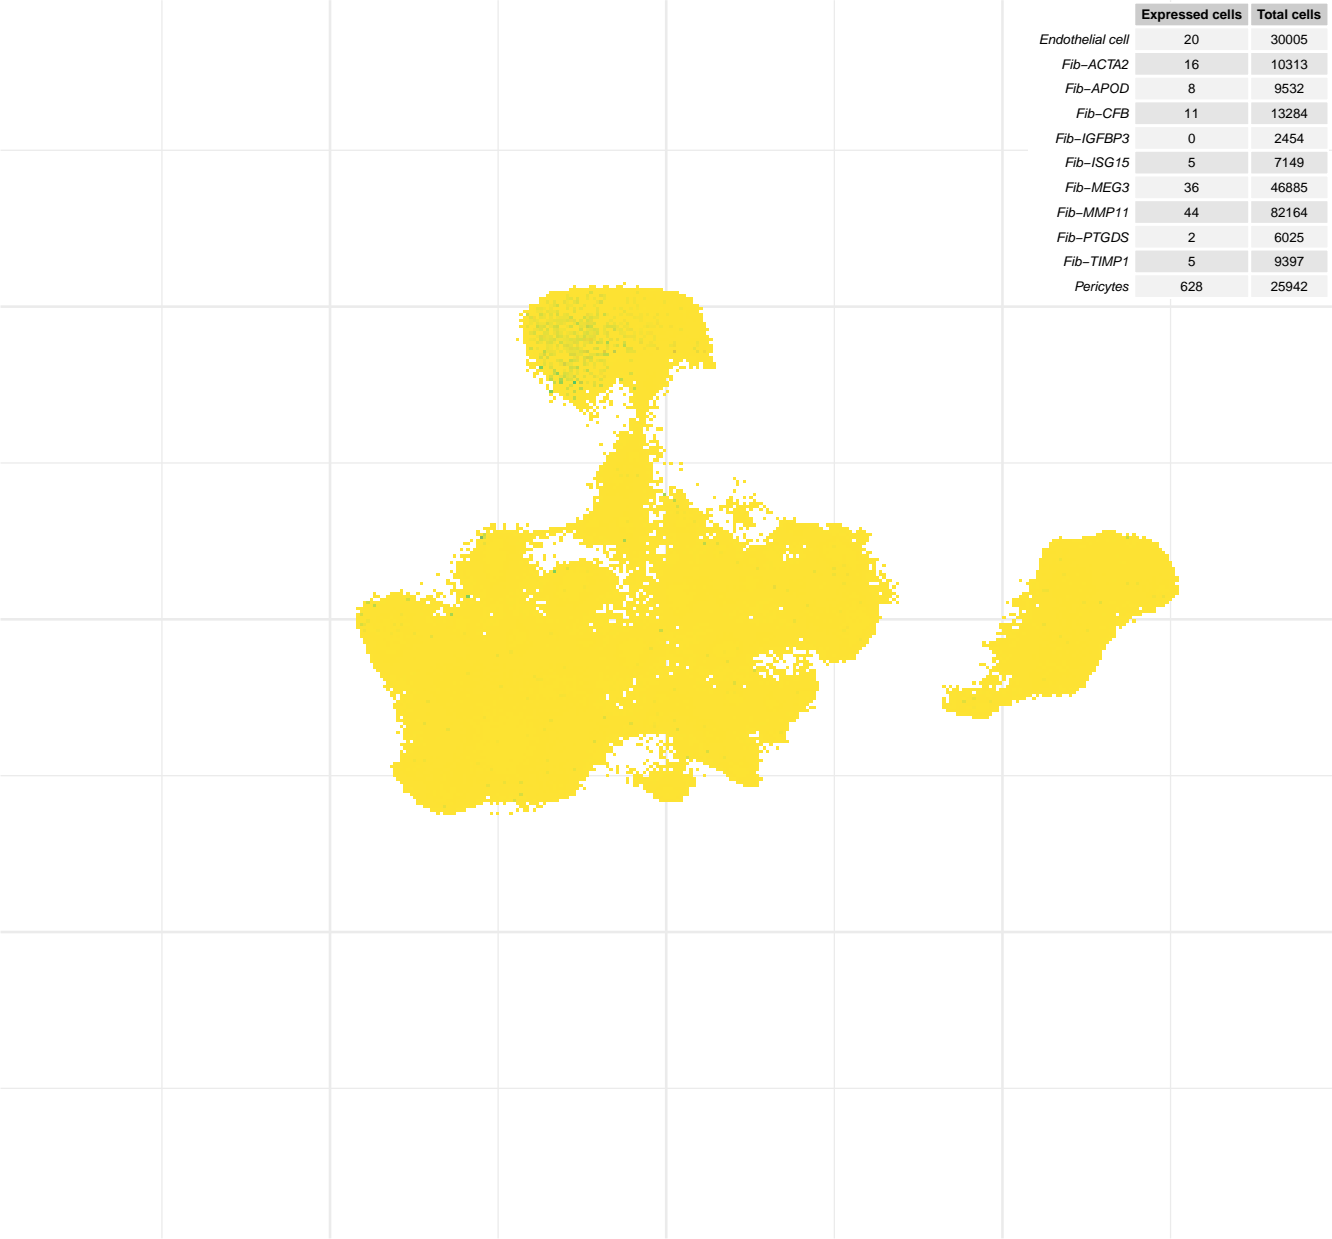 Expressed cells Total cells
Endothelial cell 20 30005
Fib−ACTA2 16 10313
Fib−APOD 8 9532
Fib−CFB 11 13284
Fib−IGFBP3 0 2454
Fib−ISG15 5 7149
Fib−MEG3 36 46885
Fib−MMP11 44 82164
Fib−PTGDS 2 6025
Fib−TIMP1 5 9397
Pericytes 628 25942